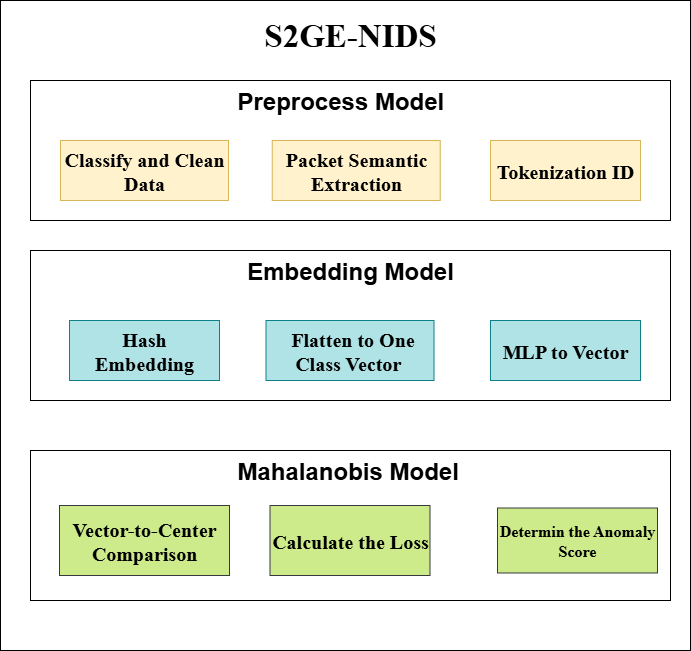 S2GE-NIDS
Preprocess Model
Classify and Clean
Data
Packet Semantic
Extraction
Tokenization ID
Embedding Model
Hash
Embedding
Flatten to One
Class Vector
MLP to Vector
Mahalanobis Model
Vector-to-Center
Comparison
Calculate the Loss
Determin the Anomaly
Score